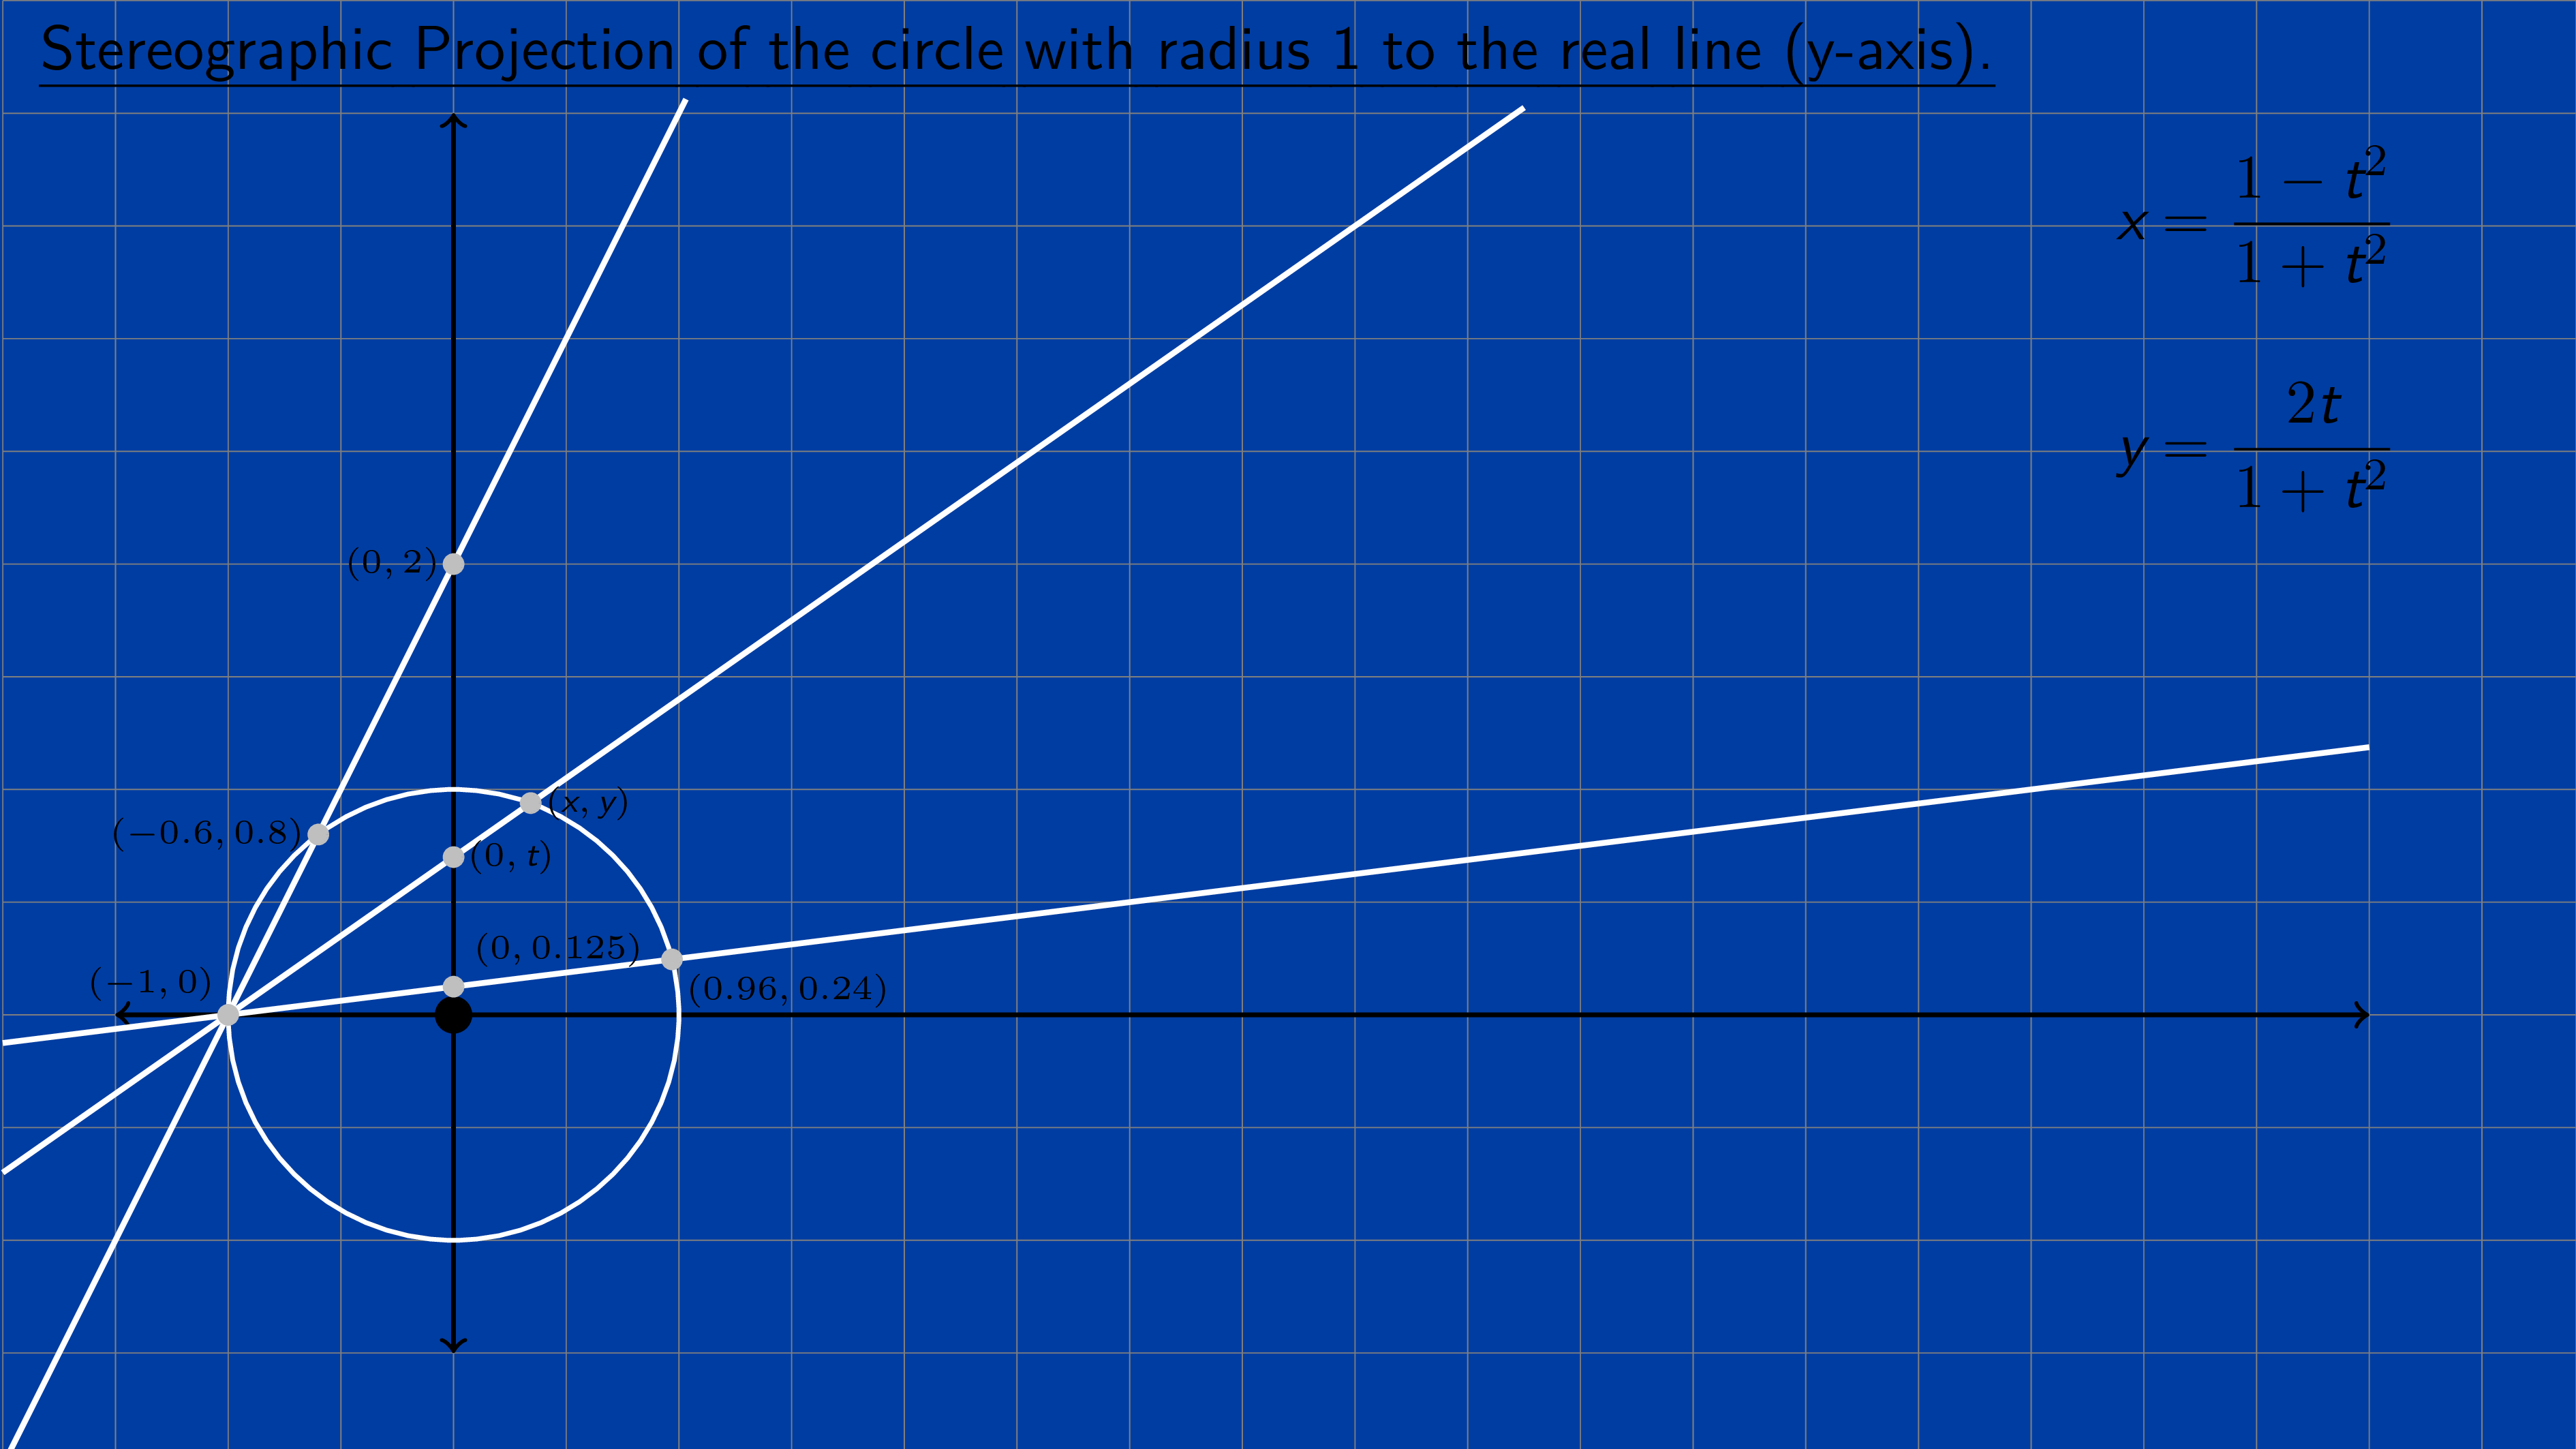 Stereographic Projection of the circle with radius 1 to the real line (y-axis).
x = \frac{1 - t^2}{1 + t^2}
y = \frac{2t}{1 + t^2}
(0, 2)
(x, y)
(−0.6, 0.8)
(0, t)
(0, 0.125)
(−1, 0)
(0.96, 0.24)